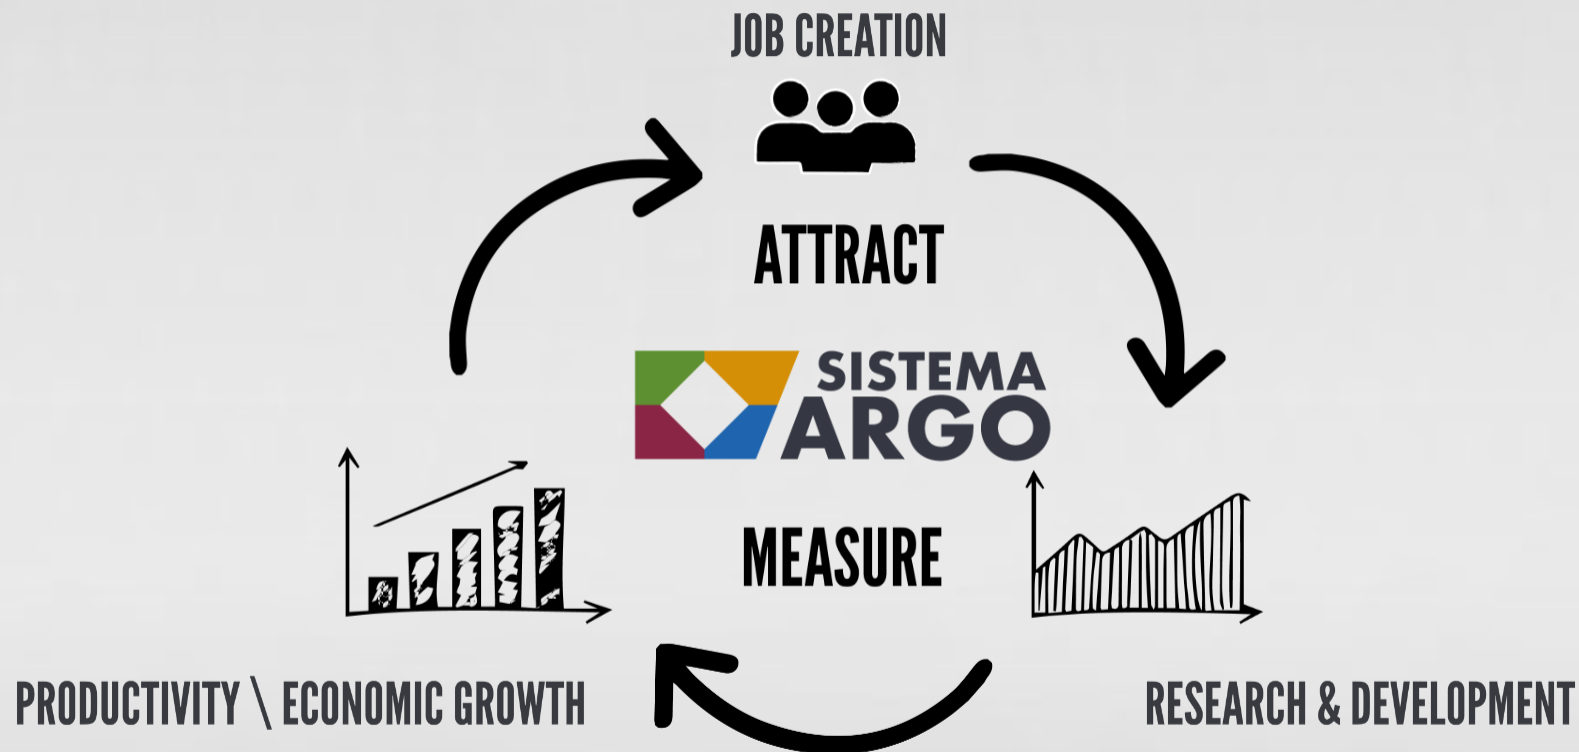 JOB CREATION
ATTRACT
SISTEMA
ARGO
MEASURE
PRODUCTIVITY \ ECONOMIC GROWTH
RESEARCH & DEVELOPMENT